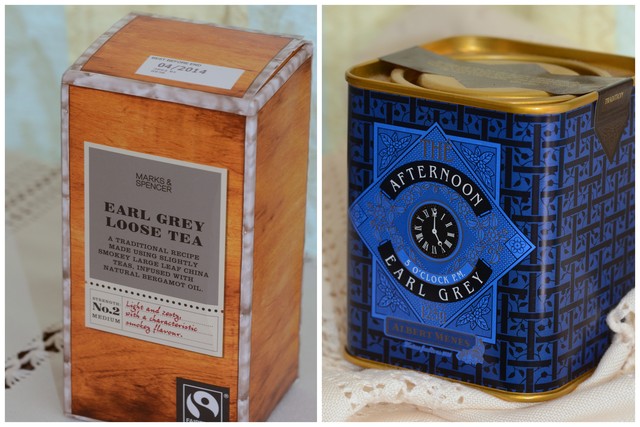 04/2014
MARKS &
SPENCER
EARL GREY
LOOSE TEA
A TRADITIONAL RECIPE
MADE USING SLIGHTLY
SMOKEY LARGE LEAF CHINA
TEAS, INFUSED WITH
NATURAL BERGAMOT OIL.
STRENGTH
No.2
MEDIUM
Light and zesty,
with a characteristic
smokey flavour.
THE
AFTERNOON
5 O'CLOCK P.M.
EARL GREY
ALBERT MENES
TRADITION